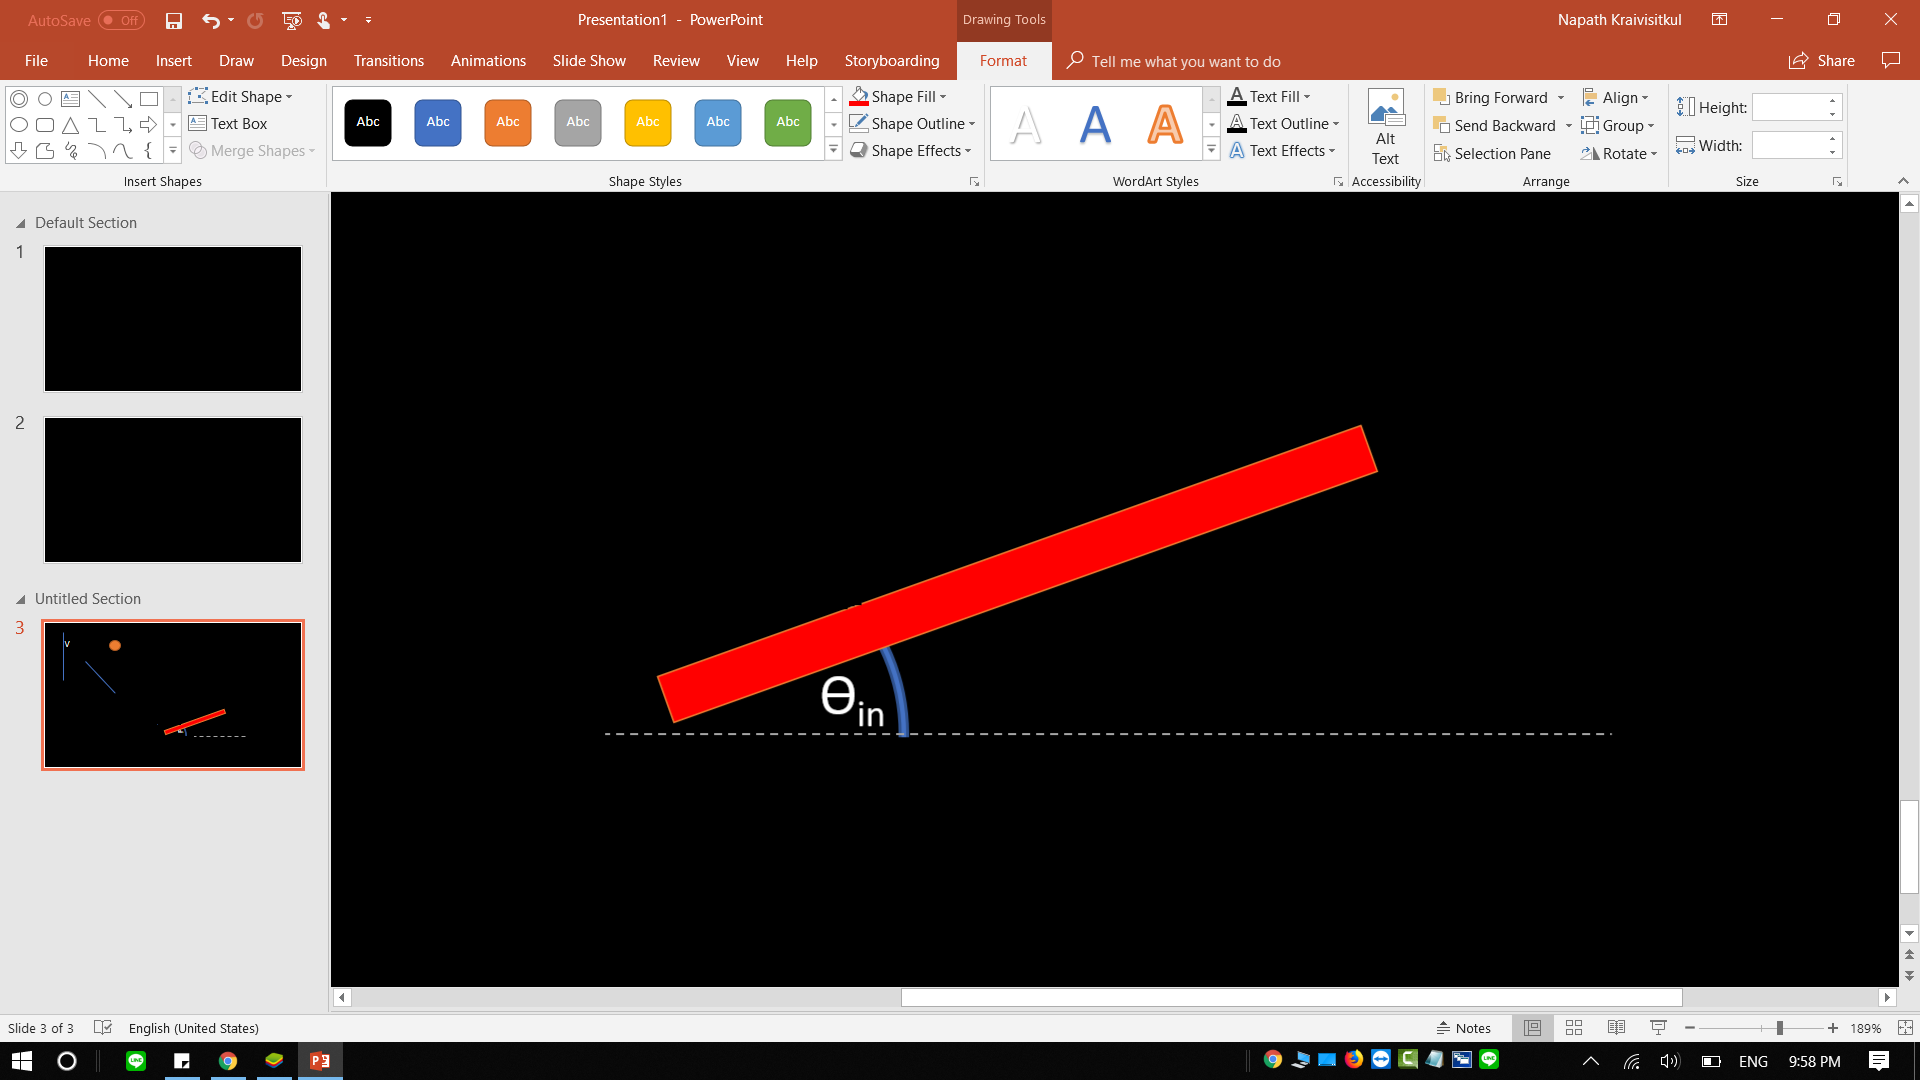 AutoSave Off
Presentation1 - PowerPoint
Drawing Tools
Napath Kraivisitkul
File Home Insert Draw Design Transitions Animations Slide Show Review View Help Storyboarding Format Tell me what you want to do Share
Edit Shape
Text Box
Merge Shapes
Insert Shapes
Abc Abc Abc Abc Abc Abc Abc
Shape Fill
Shape Outline
Shape Effects
Shape Styles
A A A
Text Fill
Text Outline
Text Effects
WordArt Styles
Alt
Text
Accessibility
Bring Forward
Send Backward
Selection Pane
Align
Group
Rotate
Arrange
Height:
Width:
Size
Default Section
1
2
Untitled Section
3
v
Θin
Slide 3 of 3
English (United States)
Notes
189%
ENG
9:58 PM